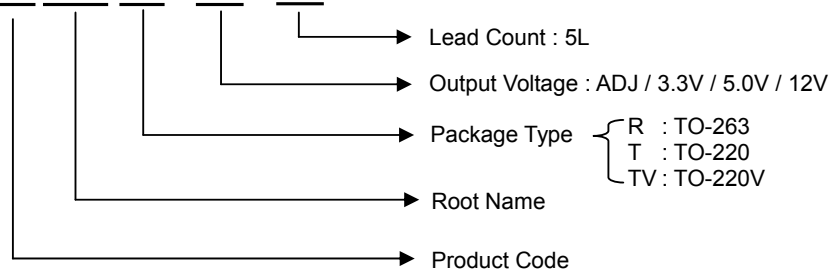 Lead Count : 5L
Output Voltage : ADJ / 3.3V / 5.0V / 12V
Package Type
R : TO-263
T : TO-220
TV : TO-220V
Root Name
Product Code